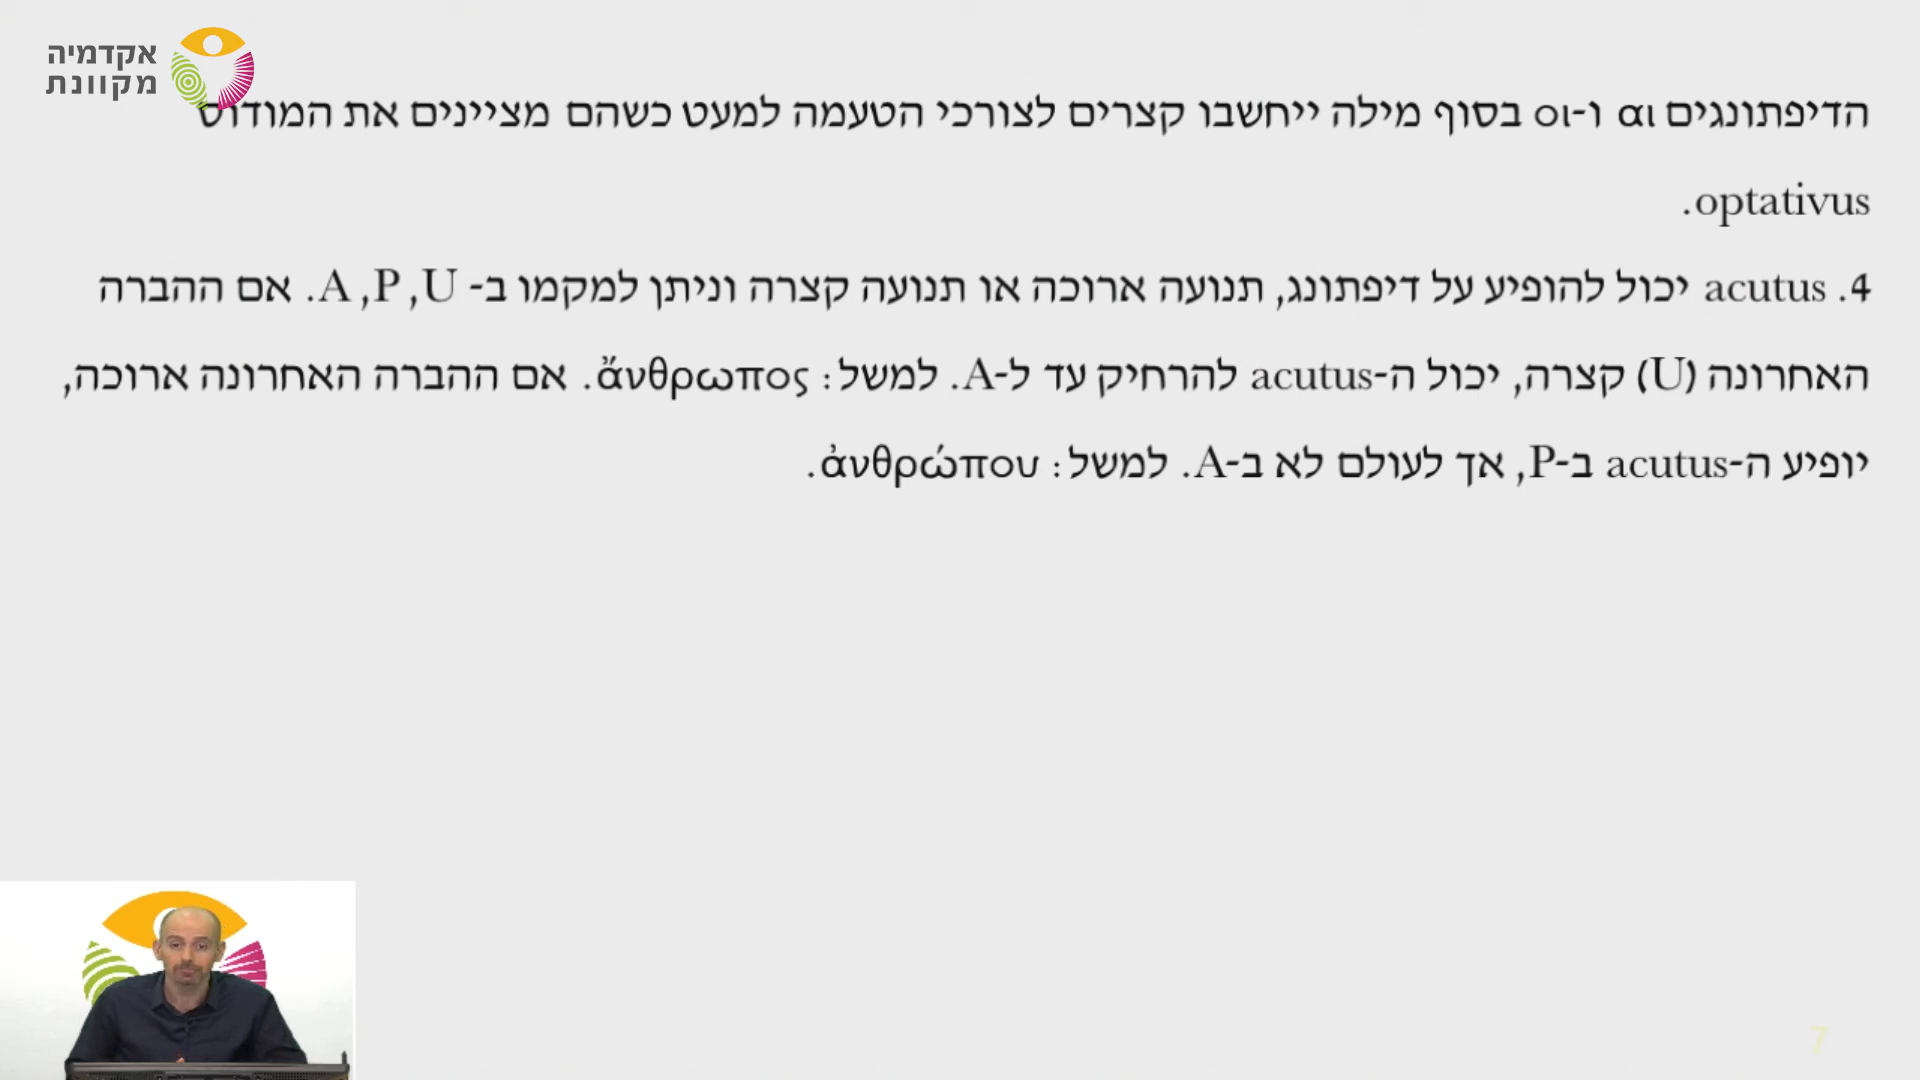 אקדמיה
מקוונת
הדיפתונגים αι ו-οι בסוף מילה ייחשבו קצרים לצורכי הטעמה למעט כשהם מציינים את המודוס
optativus.
4. acutus יכול להופיע על דיפתונג, תנועה ארוכה או תנועה קצרה וניתן למקמו ב- A ,P ,U. אם ההברה
האחרונה (U) קצרה, יכול ה-acutus להרחיק עד ל-A. למשל: ἄνθρωπος. אם ההברה האחרונה ארוכה,
יופיע ה-acutus ב-P, אך לעולם לא ב-A. למשל: ἀνθρώπου.
7